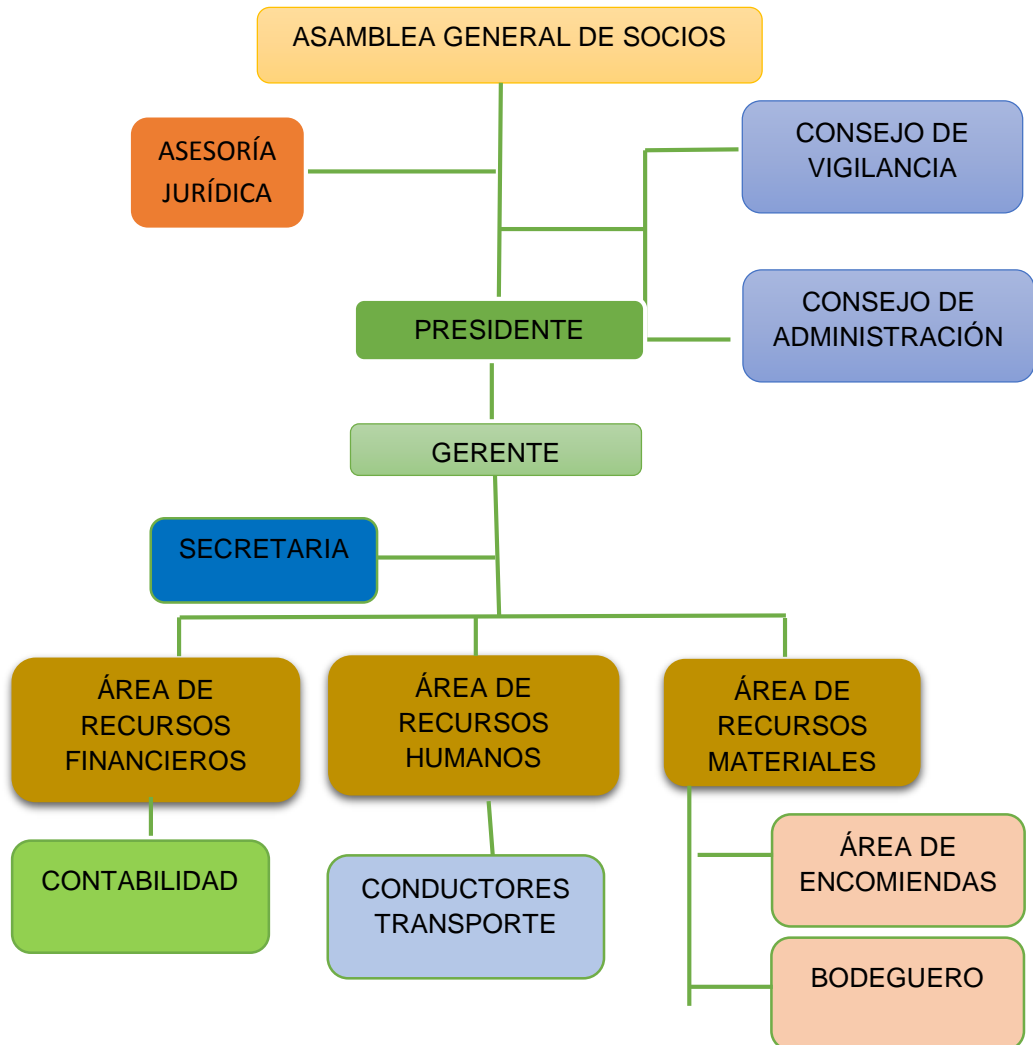 ASAMBLEA GENERAL DE SOCIOS
ASESORÍA
JURÍDICA
CONSEJO DE
VIGILANCIA
PRESIDENTE
CONSEJO DE
ADMINISTRACIÓN
GERENTE
SECRETARIA
ÁREA DE
RECURSOS
FINANCIEROS
ÁREA DE
RECURSOS
HUMANOS
ÁREA DE
RECURSOS
MATERIALES
CONTABILIDAD
CONDUCTORES
TRANSPORTE
ÁREA DE
ENCOMIENDAS
BODEGUERO